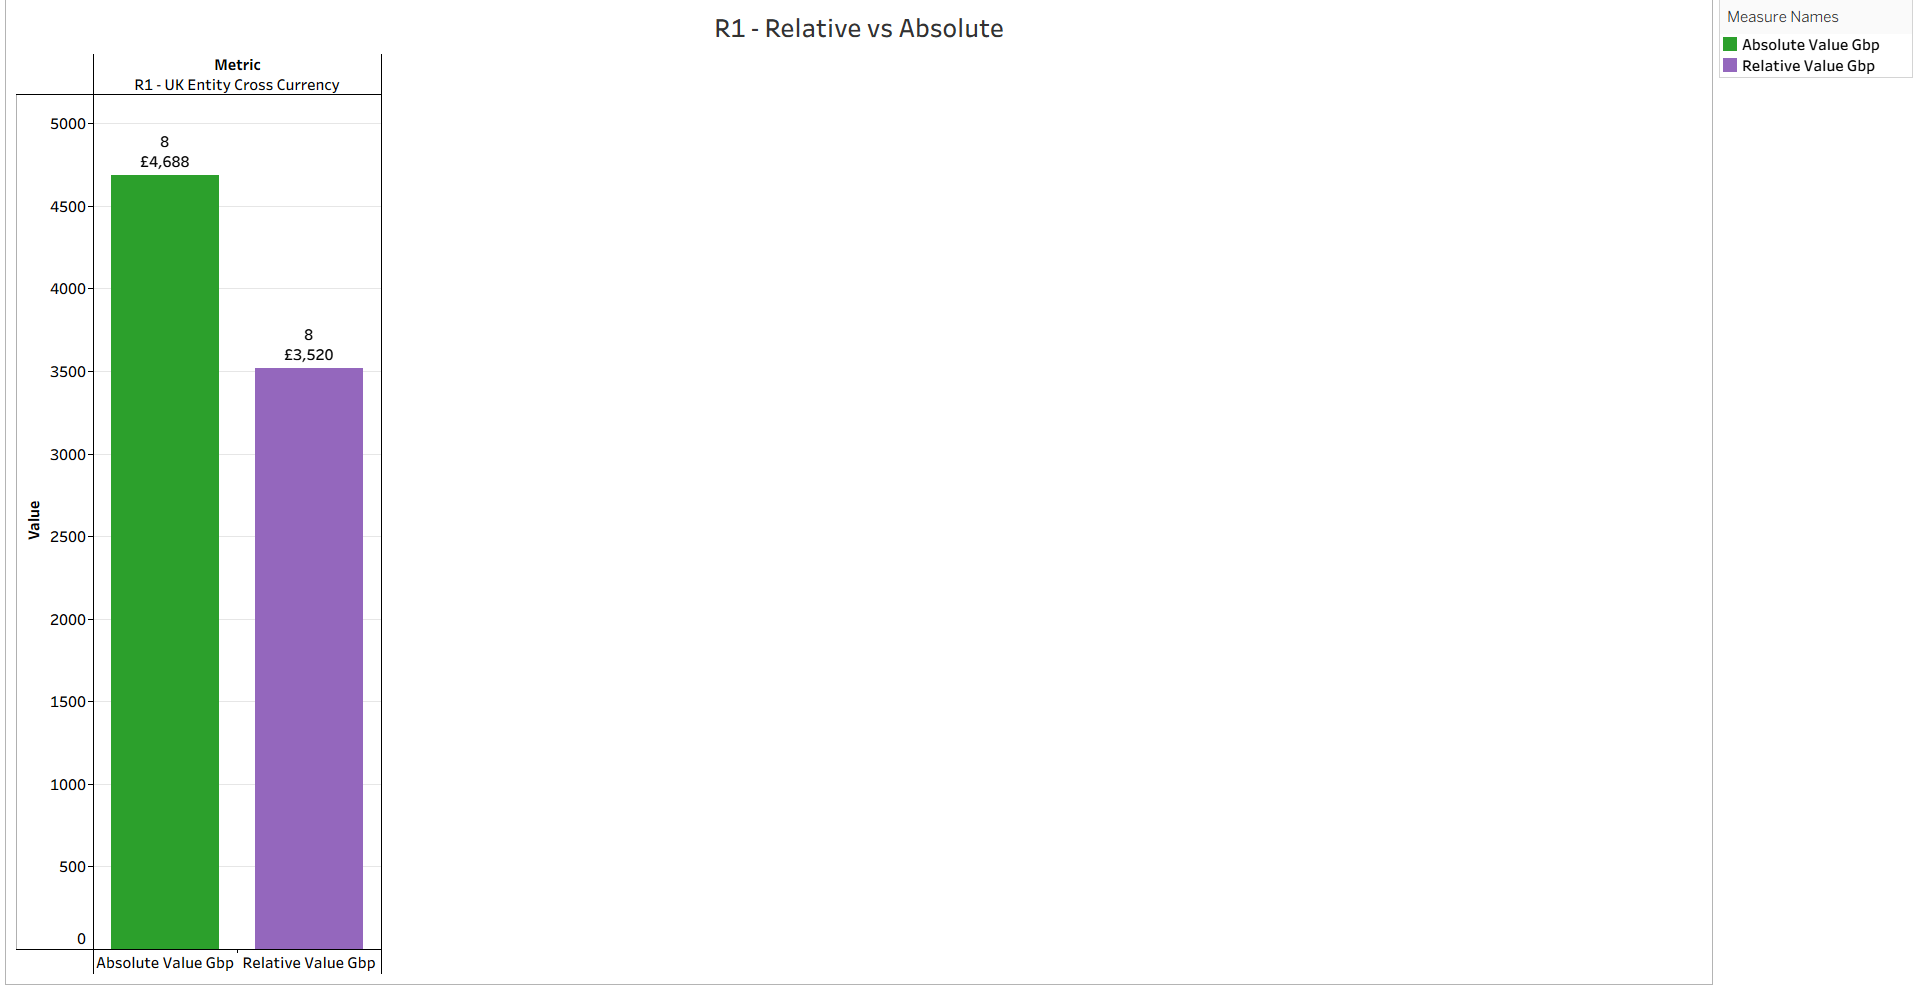 R1 - Relative vs Absolute
Measure Names
Absolute Value Gbp
Relative Value Gbp
Metric
R1 - UK Entity Cross Currency
5000
8
£4,688
4500
4000
8
£3,520
3500
3000
Value
2500
2000
1500
1000
500
0
Absolute Value Gbp Relative Value Gbp